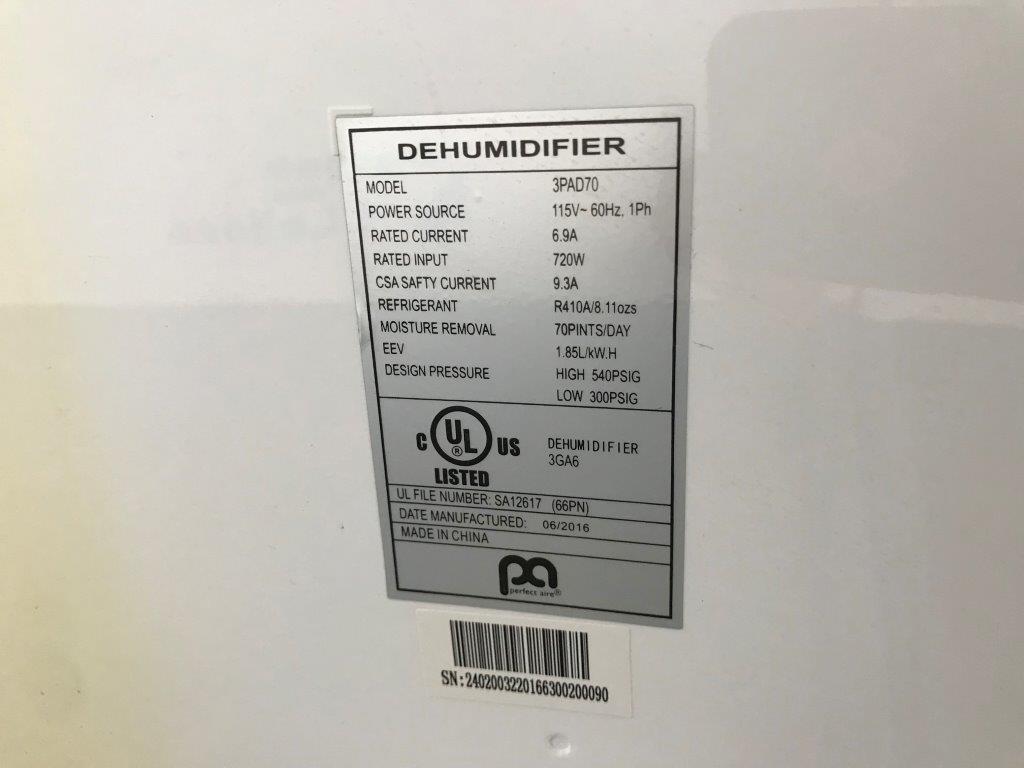 DEHUMIDIFIER
MODEL 3PAD70
POWER SOURCE 115V~ 60Hz, 1Ph
RATED CURRENT 6.9A
RATED INPUT 720W
CSA SAFTY CURRENT 9.3A
REFRIGERANT R410A/8.11ozs
MOISTURE REMOVAL 70PINTS/DAY
EEV 1.85L/kW.H
DESIGN PRESSURE HIGH 540PSIG
LOW 300PSIG
C UL ® US
LISTED
DEHUMIDIFIER
3GA6
UL FILE NUMBER: SA12617 (66PN)
DATE MANUFACTURED: 06/2016
MADE IN CHINA
pa
perfect aire®
SN:2402003220166300200090